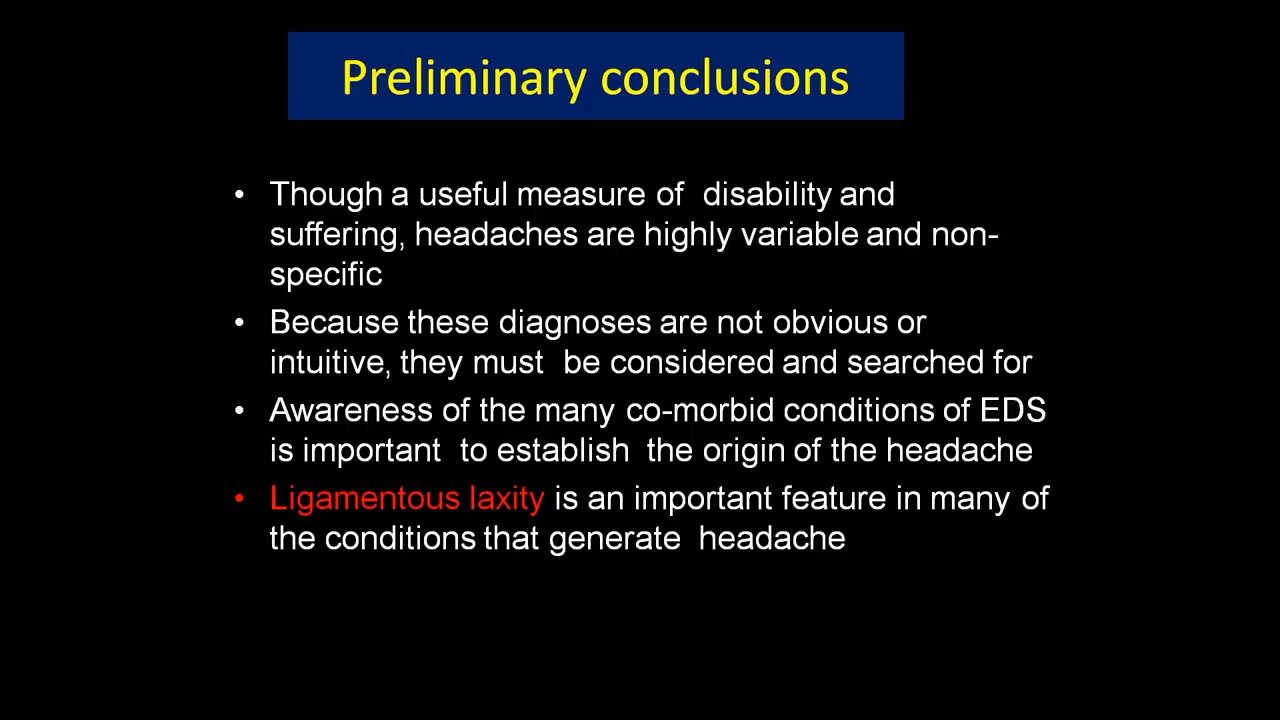 Preliminary conclusions
• Though a useful measure of  disability and
suffering, headaches are highly variable and non-
specific
• Because these diagnoses are not obvious or
intuitive, they must  be considered and searched for
• Awareness of the many co-morbid conditions of EDS
is important  to establish  the origin of the headache
• Ligamentous laxity is an important feature in many of
the conditions that generate  headache